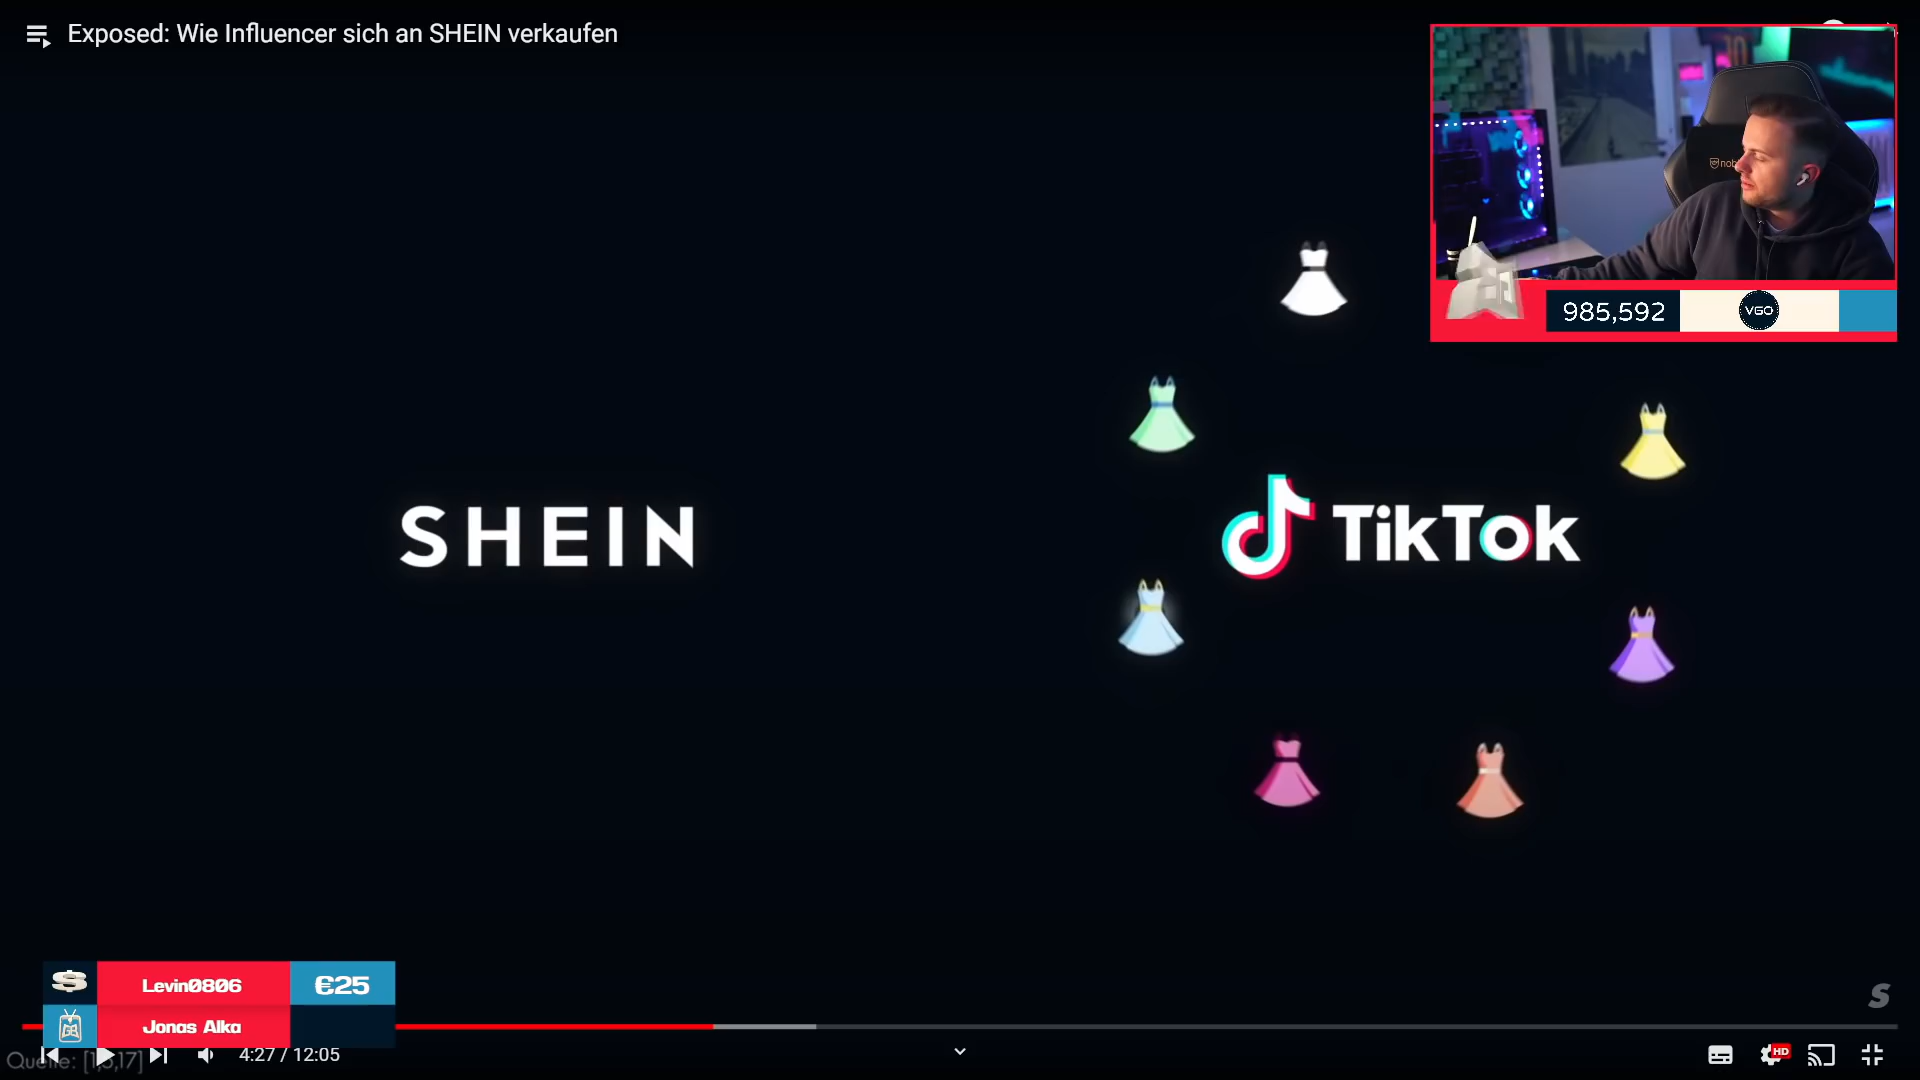 Exposed: Wie Influencer sich an SHEIN verkaufen
985,592
VGO
SHEIN
TikTok
Levin0806
€25
Jonas Alka
4:27 / 12:05
HD
S